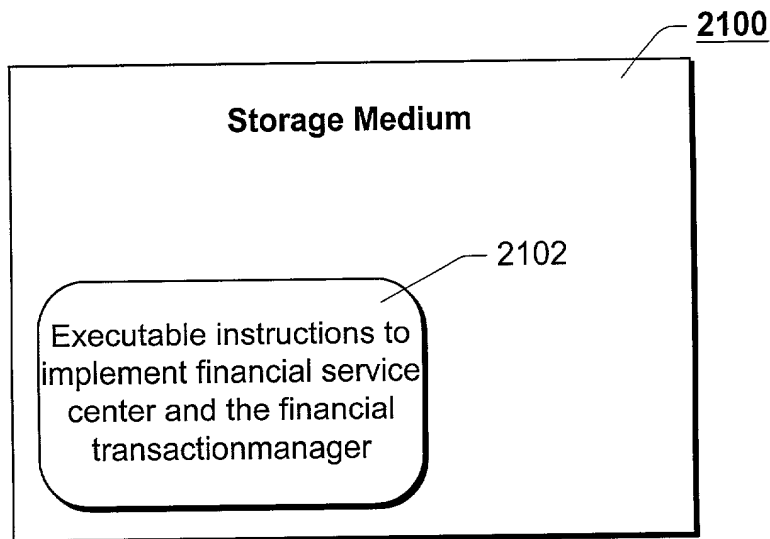 2100
Storage Medium
2102
Executable instructions to
implement financial service
center and the financial
transactionmanager